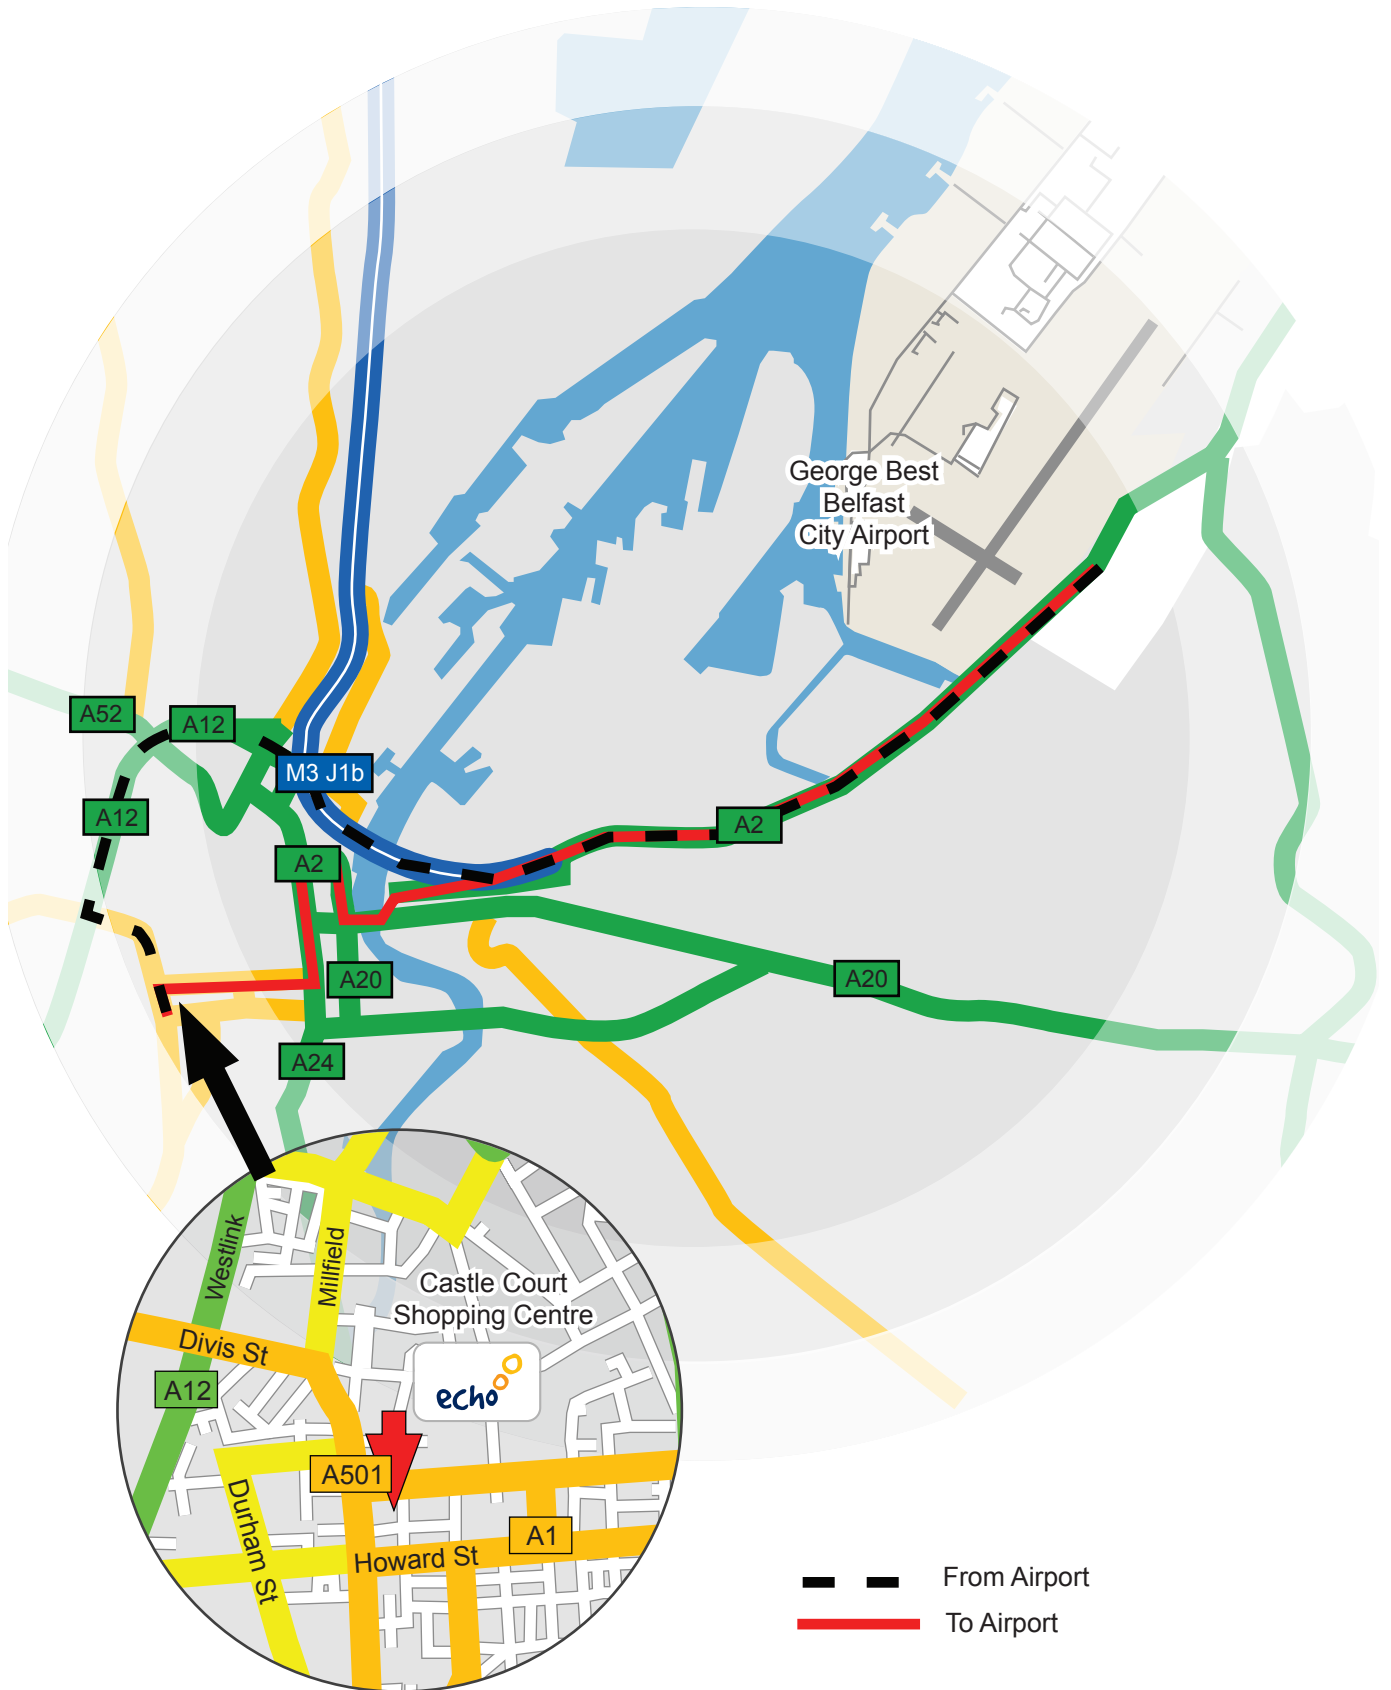 George Best
Belfast
City Airport
A52
A12
M3 J1b
A12
A2
A2
A20
A20
A24
Westlink
Millfield
Castle Court
Shopping Centre
Divis St
echo
A12
A501
Durham St
A1
Howard St
From Airport
To Airport